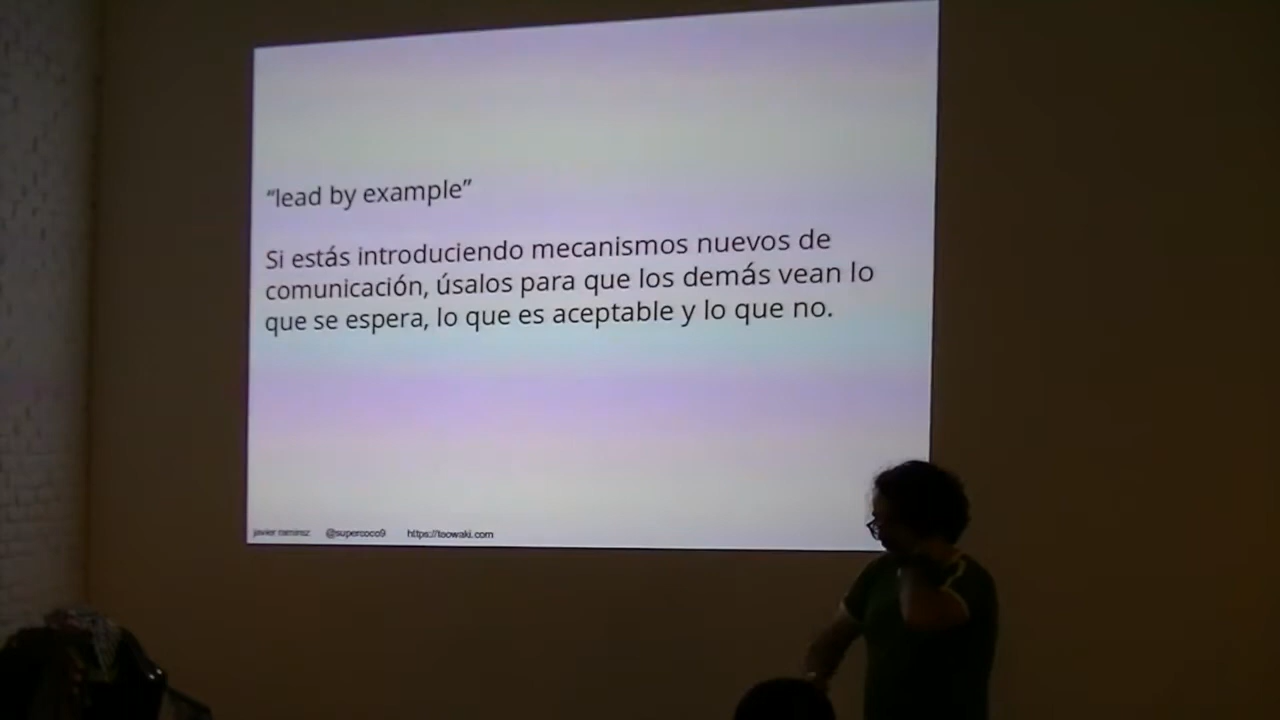 “lead by example”
Si estás introduciendo mecanismos nuevos de
comunicación, úsalos para que los demás vean lo
que se espera, lo que es aceptable y lo que no.
javier ramirez @supercoco9 https://teowaki.com